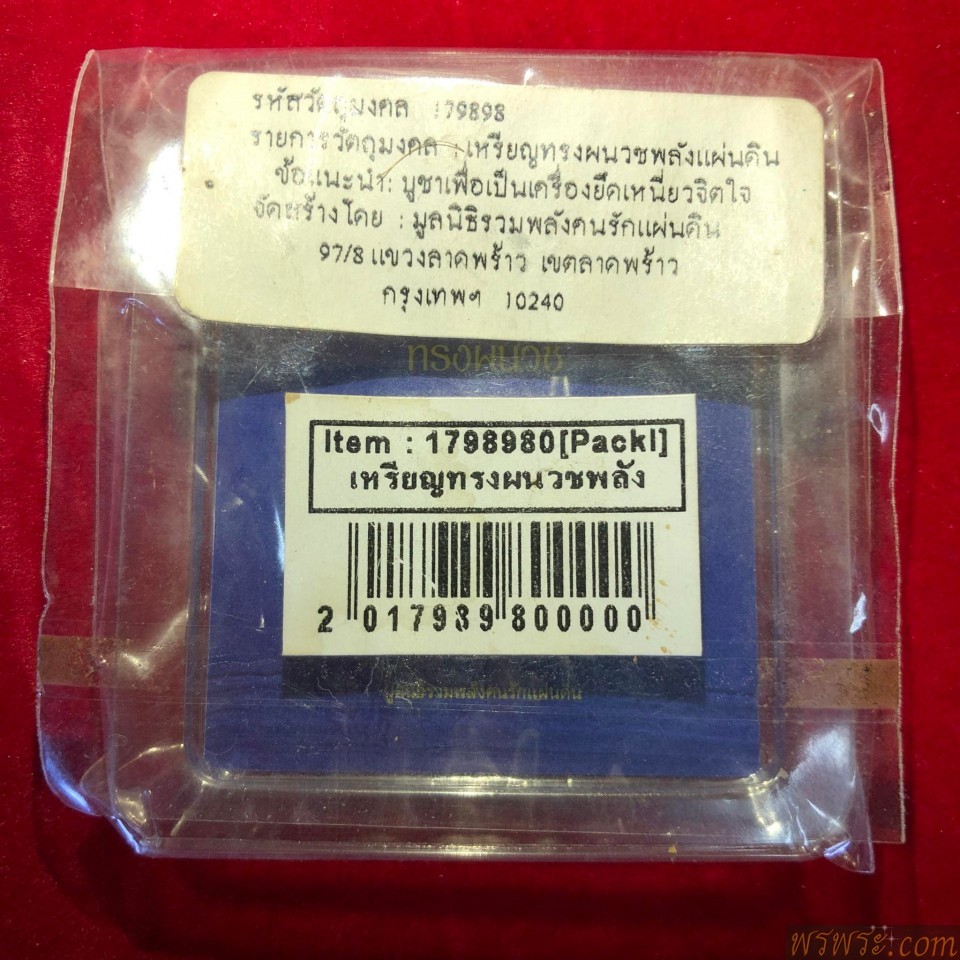 รหัสวัตถุมงคล 179898
รายการวัตถุมงคล : เหรียญทรงผนวชพลังแผ่นดิน
ข้อแนะนำ: บูชาเพื่อเป็นเครื่องยึดเหนี่ยวจิตใจ
จัดสร้างโดย : มูลนิธิรวมพลังคนรักแผ่นดิน
97/8 แขวงลาดพร้าว เขตลาดพร้าว
กรุงเทพฯ 10240
ทรงผนวช
Item : 1798980[PackI]
เหรียญทรงผนวชพลัง
2 017989 800000
มูลนิธิรวมพลังคนรักแผ่นดิน
พรพระ.com